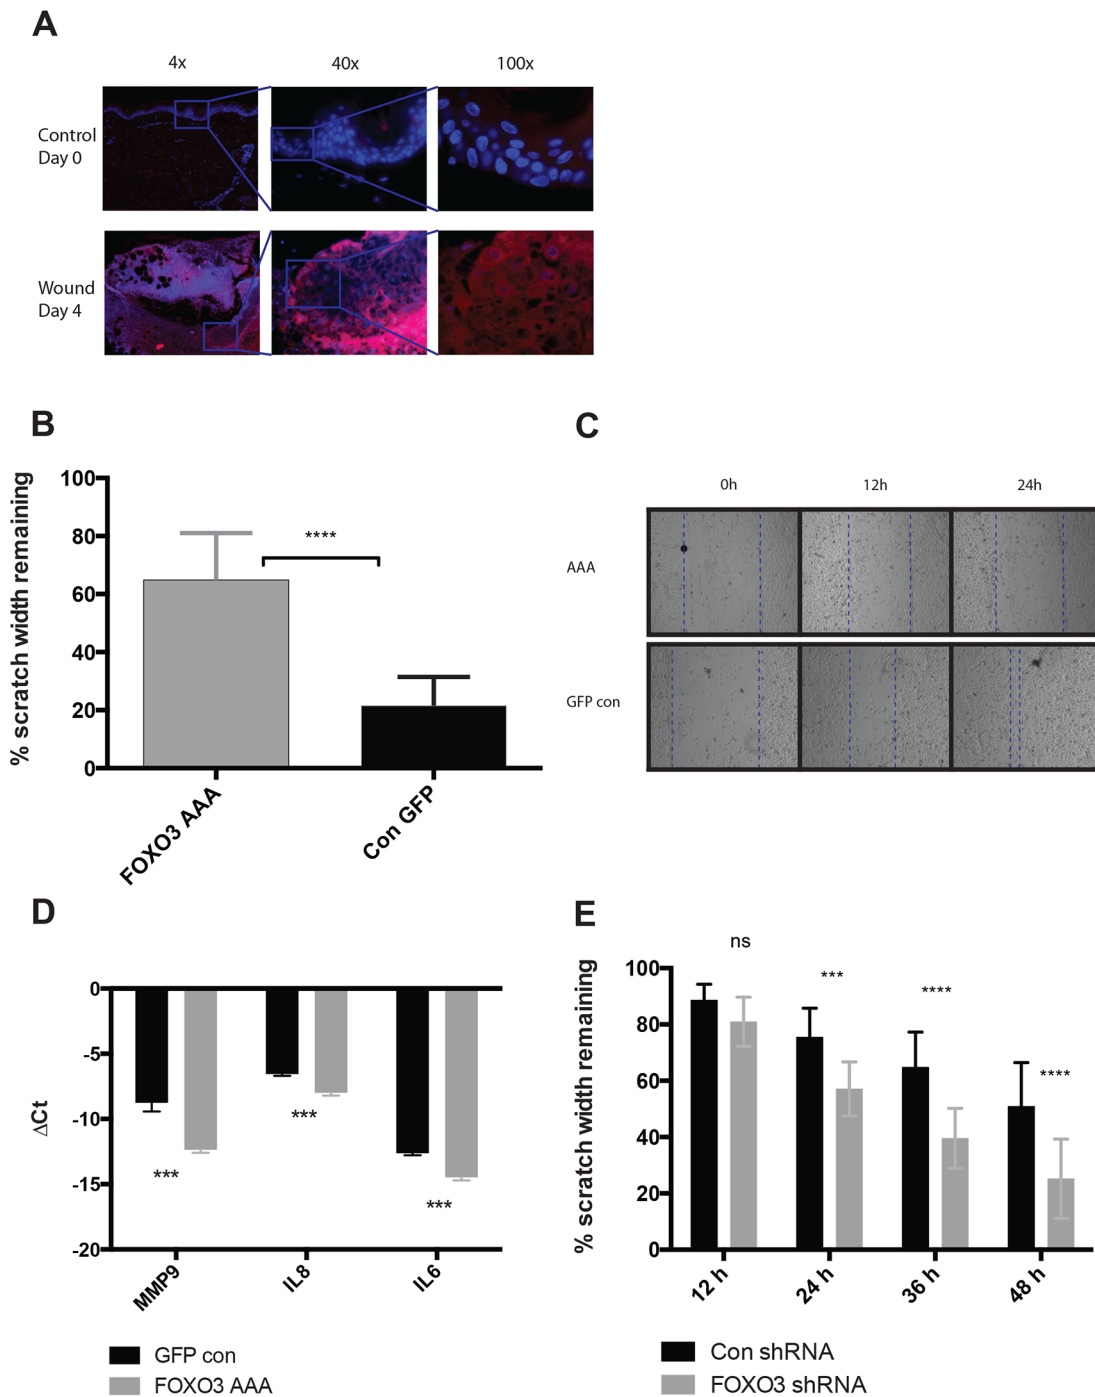 A
4x 40x 100x
Control
Day 0
Wound
Day 4
B
% scratch width remaining
100
80
60
40
20
0
****
FOXO3 AAA
Con GFP
C
0h 12h 24h
AAA
GFP con
D
ΔCt
0
-5
-10
-15
-20
***
***
***
MMP9
IL8
IL6
GFP con
FOXO3 AAA
E
% scratch width remaining
100
80
60
40
20
0
ns
***
****
****
12 h
24 h
36 h
48 h
Con shRNA
FOXO3 shRNA